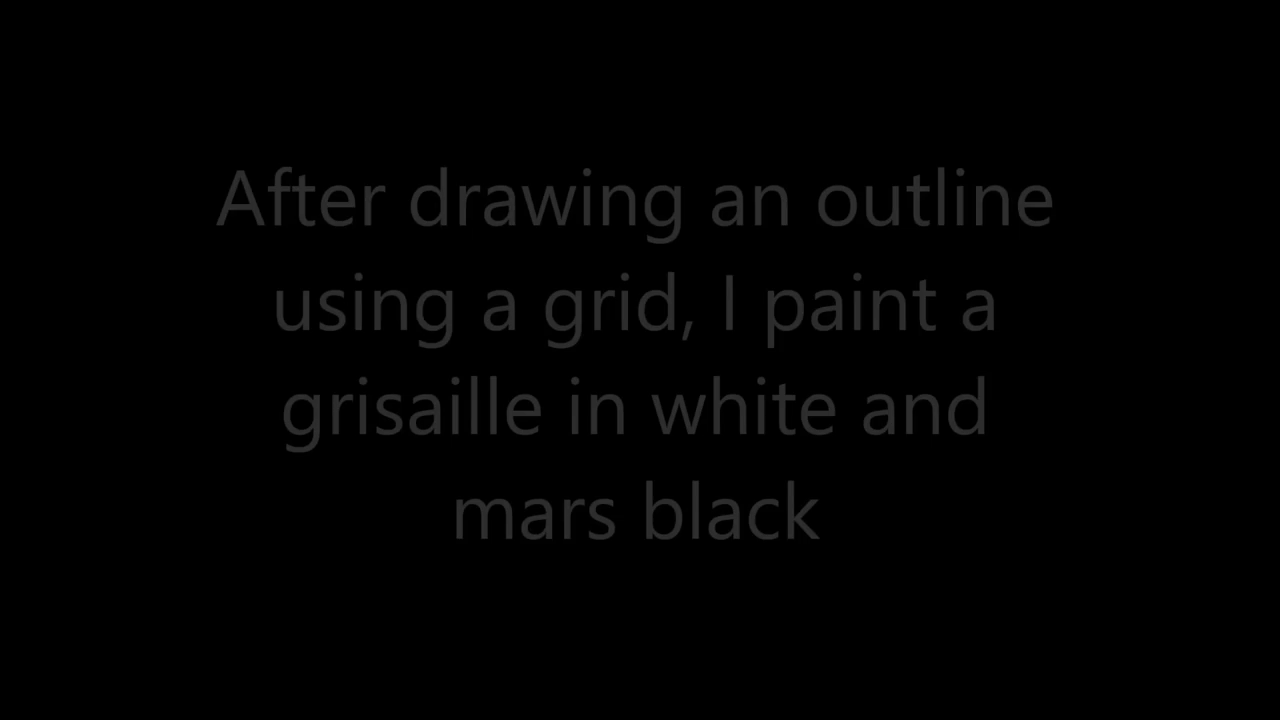 After drawing an outline
using a grid, I paint a
grisaille in white and
mars black